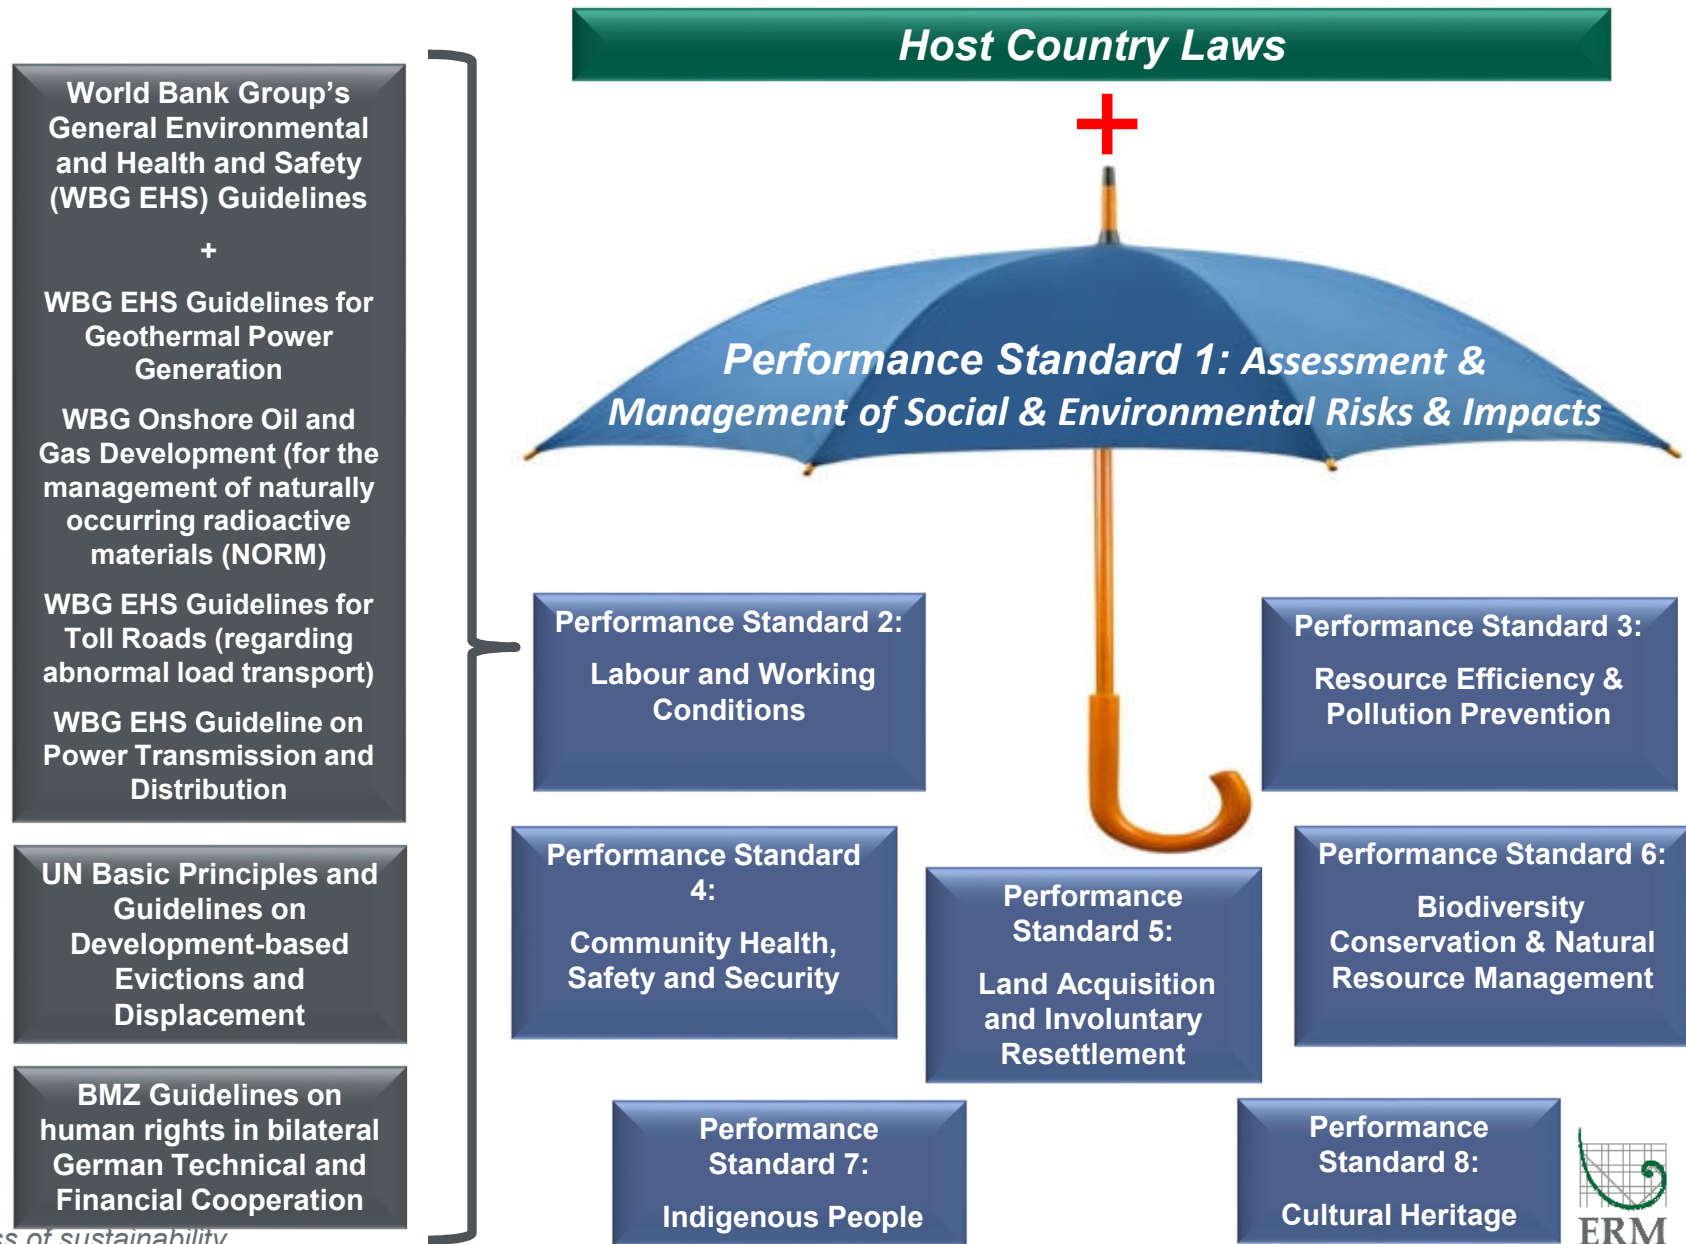 Host Country Laws
+
World Bank Group's
General Environmental
and Health and Safety
(WBG EHS) Guidelines
+
WBG EHS Guidelines for
Geothermal Power
Generation
WBG Onshore Oil and
Gas Development (for the
management of naturally
occurring radioactive
materials (NORM)
WBG EHS Guidelines for
Toll Roads (regarding
abnormal load transport)
WBG EHS Guideline on
Power Transmission and
Distribution
UN Basic Principles and
Guidelines on
Development-based
Evictions and
Displacement
BMZ Guidelines on
human rights in bilateral
German Technical and
Financial Cooperation
Performance Standard 1: Assessment &
Management of Social & Environmental Risks & Impacts
Performance Standard 2:
Labour and Working
Conditions
Performance Standard 3:
Resource Efficiency &
Pollution Prevention
Performance Standard
4:
Community Health,
Safety and Security
Performance
Standard 5:
Land Acquisition
and Involuntary
Resettlement
Performance Standard 6:
Biodiversity
Conservation & Natural
Resource Management
Performance
Standard 7:
Indigenous People
Performance
Standard 8:
Cultural Heritage
of sustainability
ERM